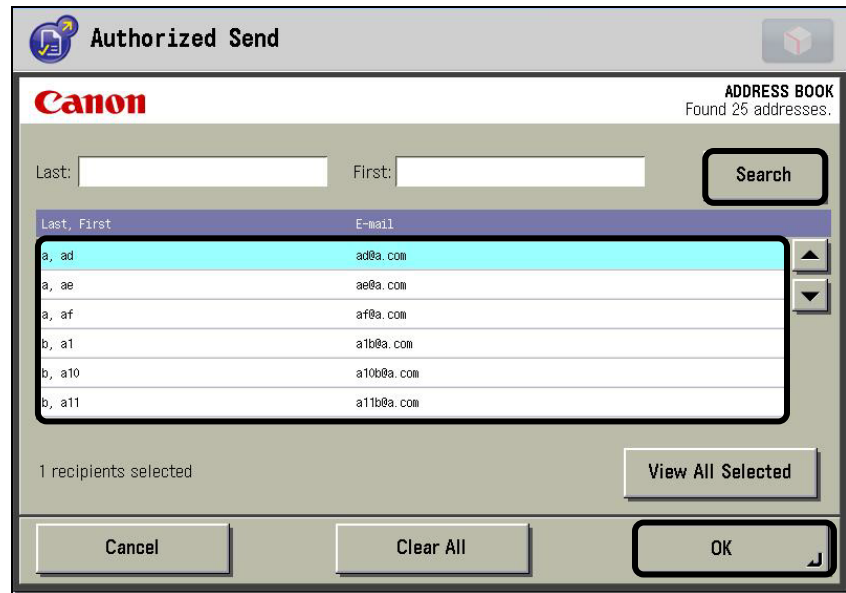 Authorized Send
Canon
ADDRESS BOOK
Found 25 addresses.
Last: First: Search
Last, First E-mail
a, ad ad@a.com
a, ae ae@a.com
a, af af@a.com
b, a1 a1b@a.com
b, a10 a10b@a.com
b, a11 a11b@a.com
1 recipients selected View All Selected
Cancel Clear All OK